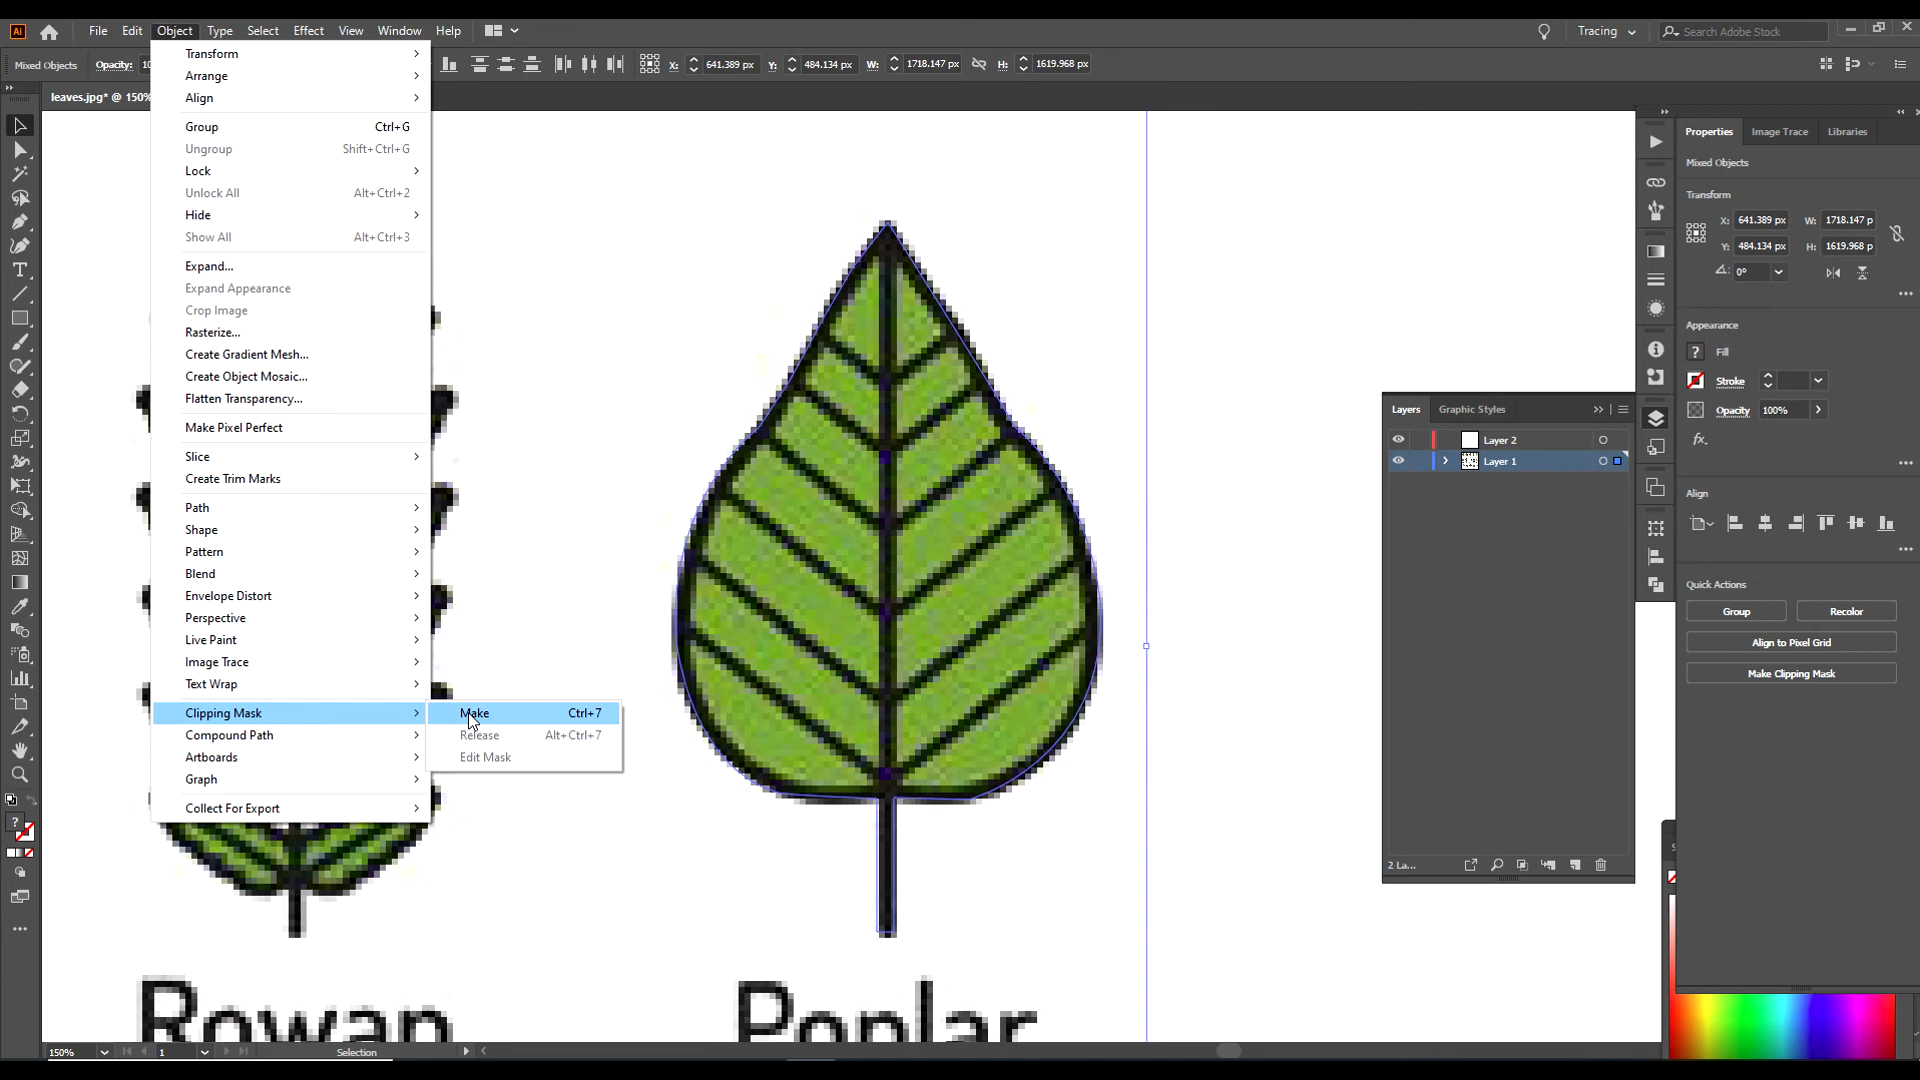 Ai File Edit Object Type Select Effect View Window Help Tracing Search Adobe Stock
Mixed Objects Opacity: X: 641.389 px Y: 484.134 px W: 1718.147 px H: 1619.968 px
leaves.jpg* @ 150%
Transform
Arrange
Align
Group Ctrl+G
Ungroup Shift+Ctrl+G
Lock
Unlock All Alt+Ctrl+2
Hide
Show All Alt+Ctrl+3
Expand...
Expand Appearance
Crop Image
Rasterize...
Create Gradient Mesh...
Create Object Mosaic...
Flatten Transparency...
Make Pixel Perfect
Slice
Create Trim Marks
Path
Shape
Pattern
Blend
Envelope Distort
Perspective
Live Paint
Image Trace
Text Wrap
Clipping Mask
Compound Path
Artboards
Graph
Collect For Export
Make Ctrl+7
Release Alt+Ctrl+7
Edit Mask
Rowan Poplar
Layers Graphic Styles
Layer 2
Layer 1
2 La...
Properties Image Trace Libraries
Mixed Objects
Transform
X: 641.389 px W: 1718.147 p
Y: 484.134 px H: 1619.968 p
0°
Appearance
? Fill
Stroke
Opacity 100%
fx.
Align
Quick Actions
Group Recolor
Align to Pixel Grid
Make Clipping Mask
150% 1 Selection